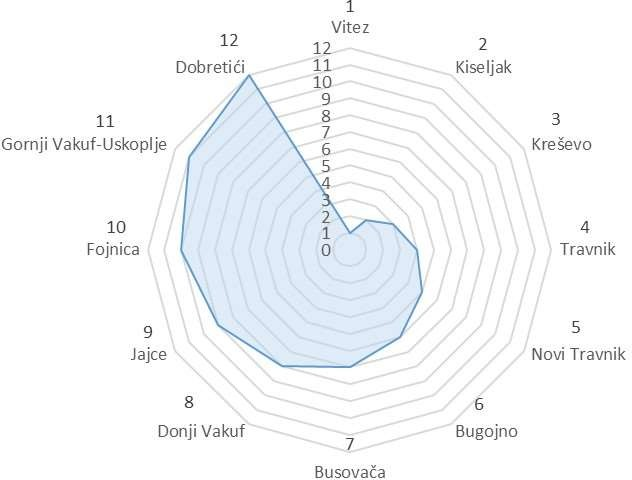 1
Vitez
2
Kiseljak
3
Kreševo
4
Travnik
5
Novi Travnik
6
Bugojno
7
Busovača
8
Donji Vakuf
9
Jajce
10
Fojnica
11
Gornji Vakuf-Uskoplje
12
Dobretići
12
11
10
9
8
7
6
5
4
3
2
1
0